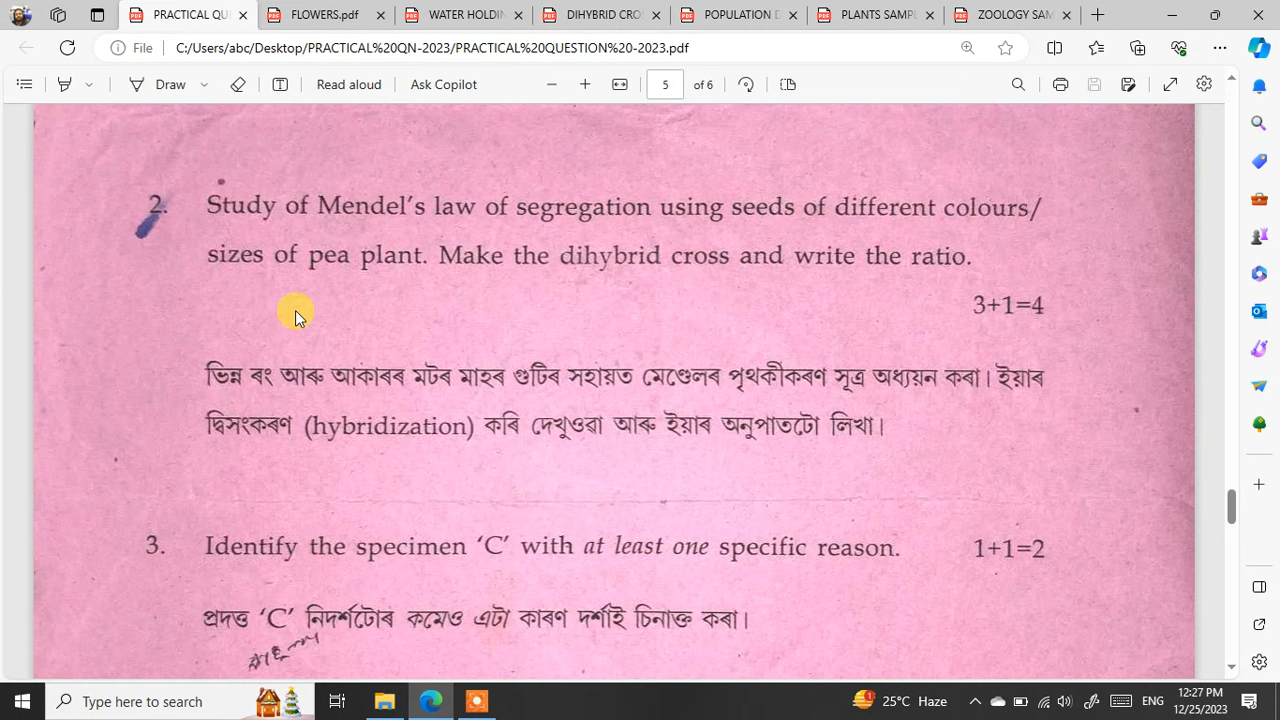 PRACTICAL QU
FLOWERS.pdf
WATER HOLDIN
DIHYBRID CRO
POPULATION D
PLANTS SAMPL
ZOOLOGY SAM
File
C:/Users/abc/Desktop/PRACTICAL%20QN-2023/PRACTICAL%20QUESTION%20-2023.pdf
Draw
Read aloud
Ask Copilot
5
of 6
2. Study of Mendel's law of segregation using seeds of different colours/
sizes of pea plant. Make the dihybrid cross and write the ratio.
3+1=4
ভিন্ন ৰং আৰু আকাৰৰ মটৰ মাহৰ গুটিৰ সহায়ত মেণ্ডেলৰ পৃথকীকৰণ সূত্ৰ অধ্যয়ন কৰা। ইয়াৰ
দ্বিসংকৰণ (hybridization) কৰি দেখুওৱা আৰু ইয়াৰ অনুপাতটো লিখা।
3. Identify the specimen 'C' with at least one specific reason. 1+1=2
প্ৰদত্ত 'C' নিদৰ্শটোৰ কমেও এটা কাৰণ দৰ্শাই চিনাক্ত কৰা।
Type here to search
1
25°C Haze
ENG
12:27 PM
12/25/2023